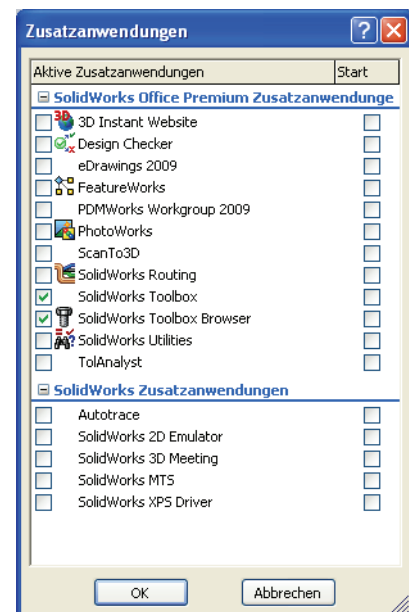 Zusatzanwendungen
Aktive Zusatzanwendungen Start
SolidWorks Office Premium Zusatzanwendunge
3D Instant Website
Design Checker
eDrawings 2009
FeatureWorks
PDMWorks Workgroup 2009
PhotoWorks
ScanTo3D
SolidWorks Routing
SolidWorks Toolbox
SolidWorks Toolbox Browser
SolidWorks Utilities
TolAnalyst
SolidWorks Zusatzanwendungen
Autotrace
SolidWorks 2D Emulator
SolidWorks 3D Meeting
SolidWorks MTS
SolidWorks XPS Driver
OK Abbrechen